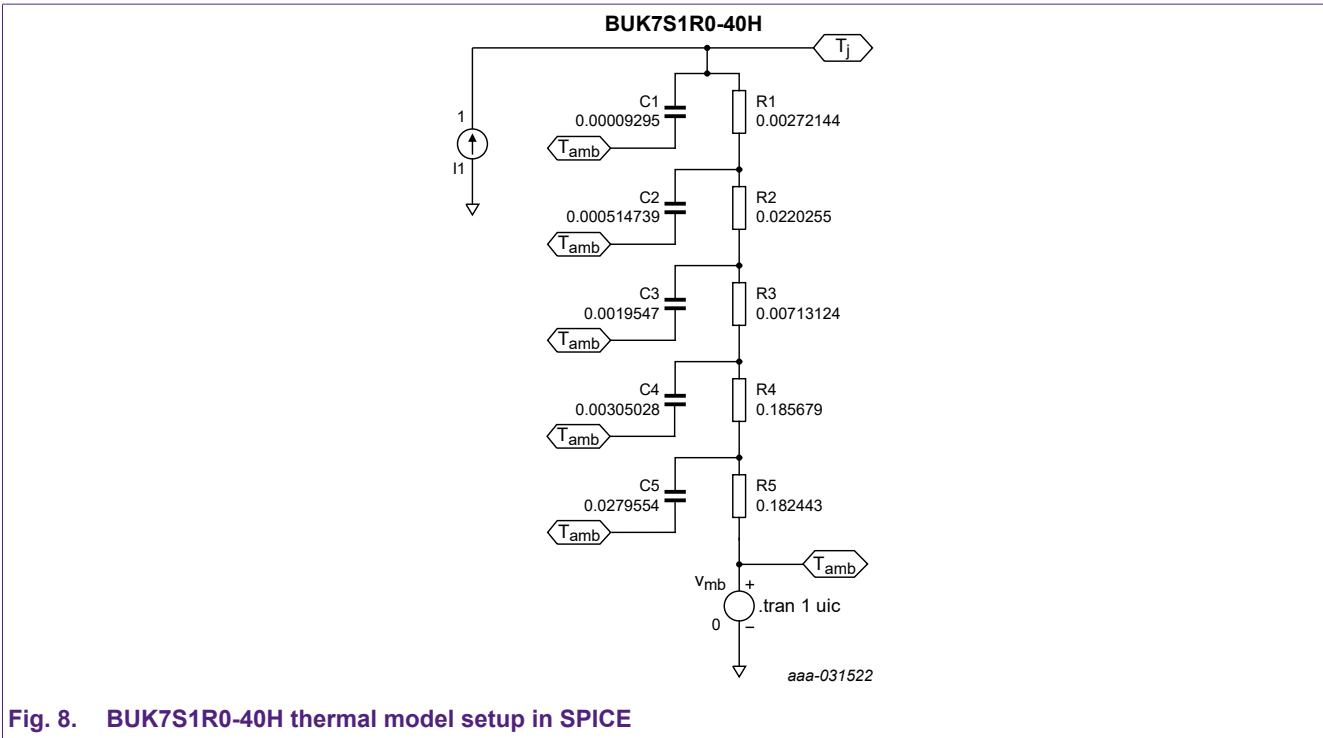 BUK7S1R0-40H
Tj
1
I1
C1
0.00009295
R1
0.00272144
Tamb
C2
0.000514739
R2
0.0220255
Tamb
C3
0.0019547
R3
0.00713124
Tamb
C4
0.00305028
R4
0.185679
Tamb
C5
0.0279554
R5
0.182443
Tamb
Tamb
vmb
+
.tran 1 uic
0
–
aaa-031522
Fig. 8. BUK7S1R0-40H thermal model setup in SPICE